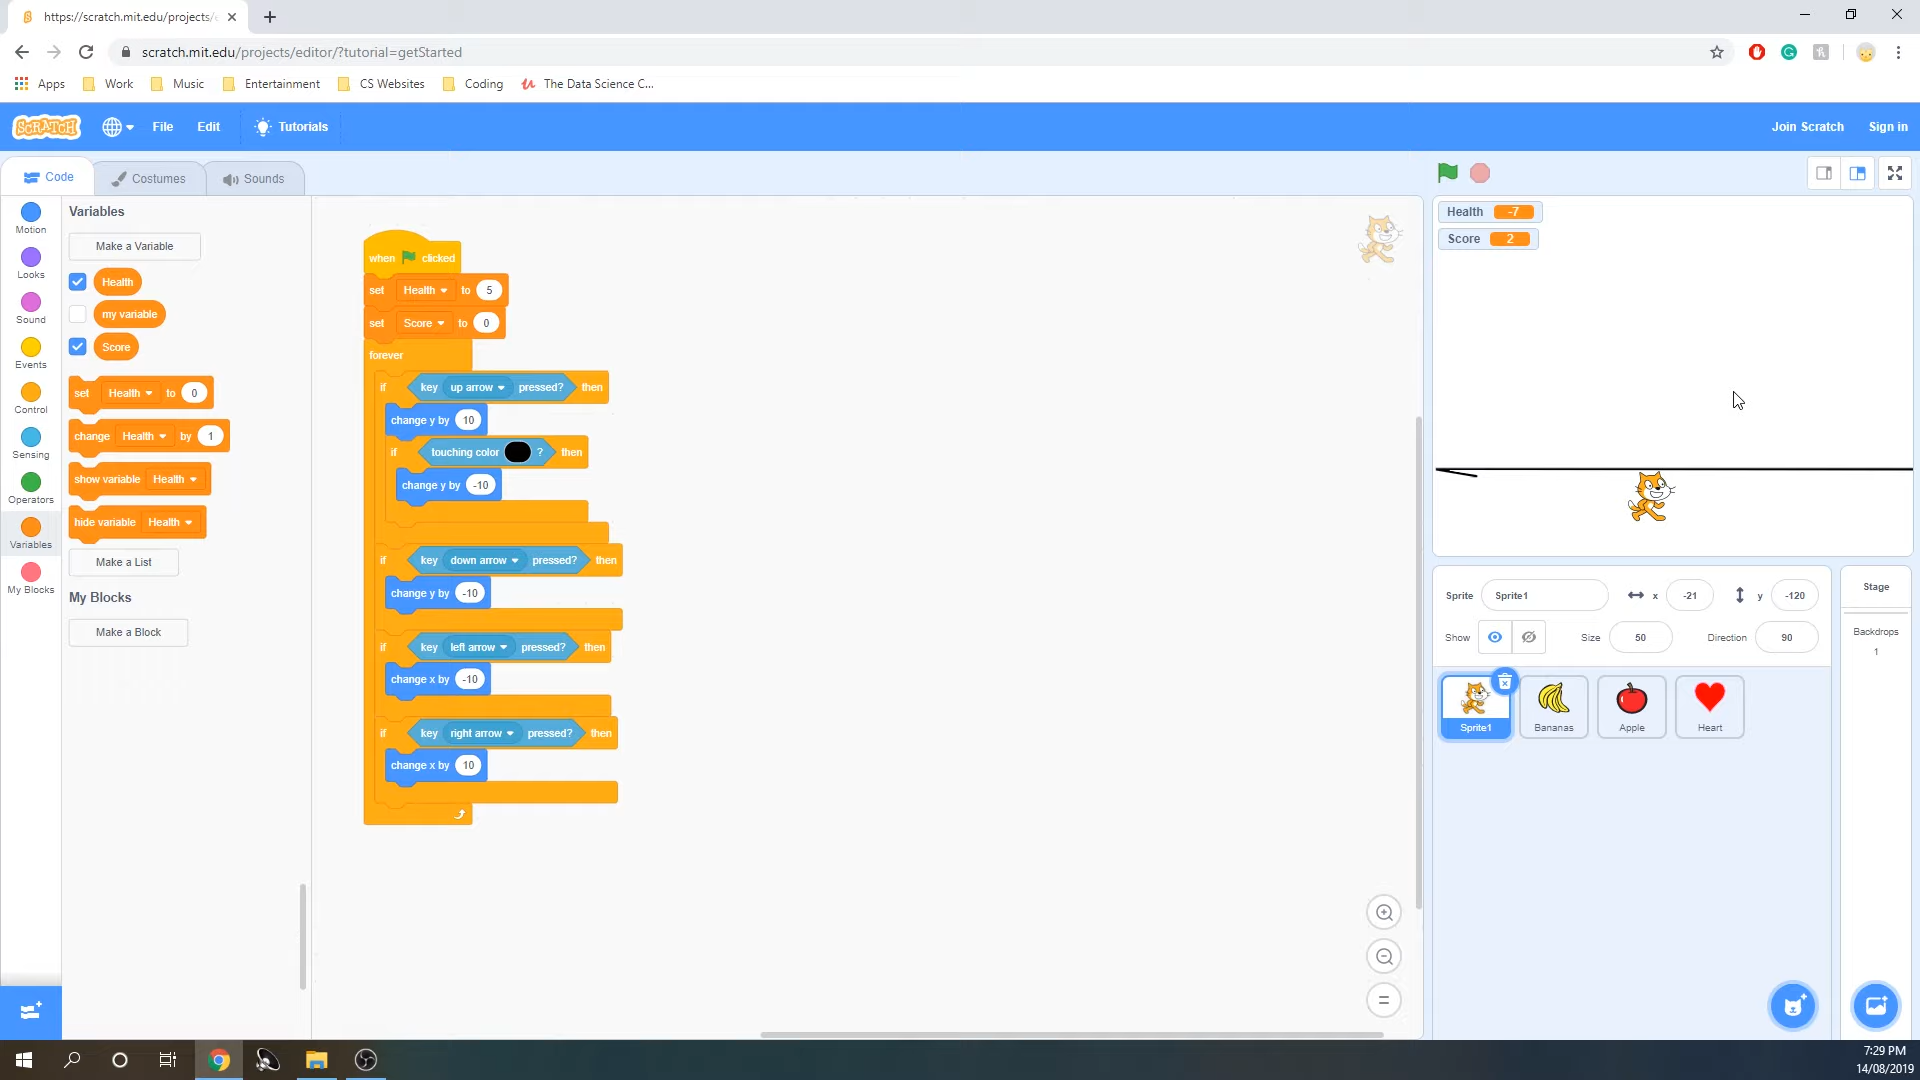 https://scratch.mit.edu/projects/e
scratch.mit.edu/projects/editor/?tutorial=getStarted
Apps Work Music Entertainment CS Websites Coding The Data Science C...
SCRATCH File Edit Tutorials Join Scratch Sign in
Code Costumes Sounds
Motion
Looks
Sound
Events
Control
Sensing
Operators
Variables
My Blocks
Variables
Make a Variable
Health
my variable
Score
set Health to 0
change Health by 1
show variable Health
hide variable Health
Make a List
My Blocks
Make a Block
when clicked
set Health to 5
set Score to 0
forever
if key up arrow pressed? then
change y by 10
if touching color ? then
change y by -10
if key down arrow pressed? then
change y by -10
if key left arrow pressed? then
change x by -10
if key right arrow pressed? then
change x by 10
Health -7
Score 2
Sprite Sprite1 x -21 y -120
Show Size 50 Direction 90
Sprite1 Bananas Apple Heart
Stage
Backdrops
1
7:29 PM
14/08/2019